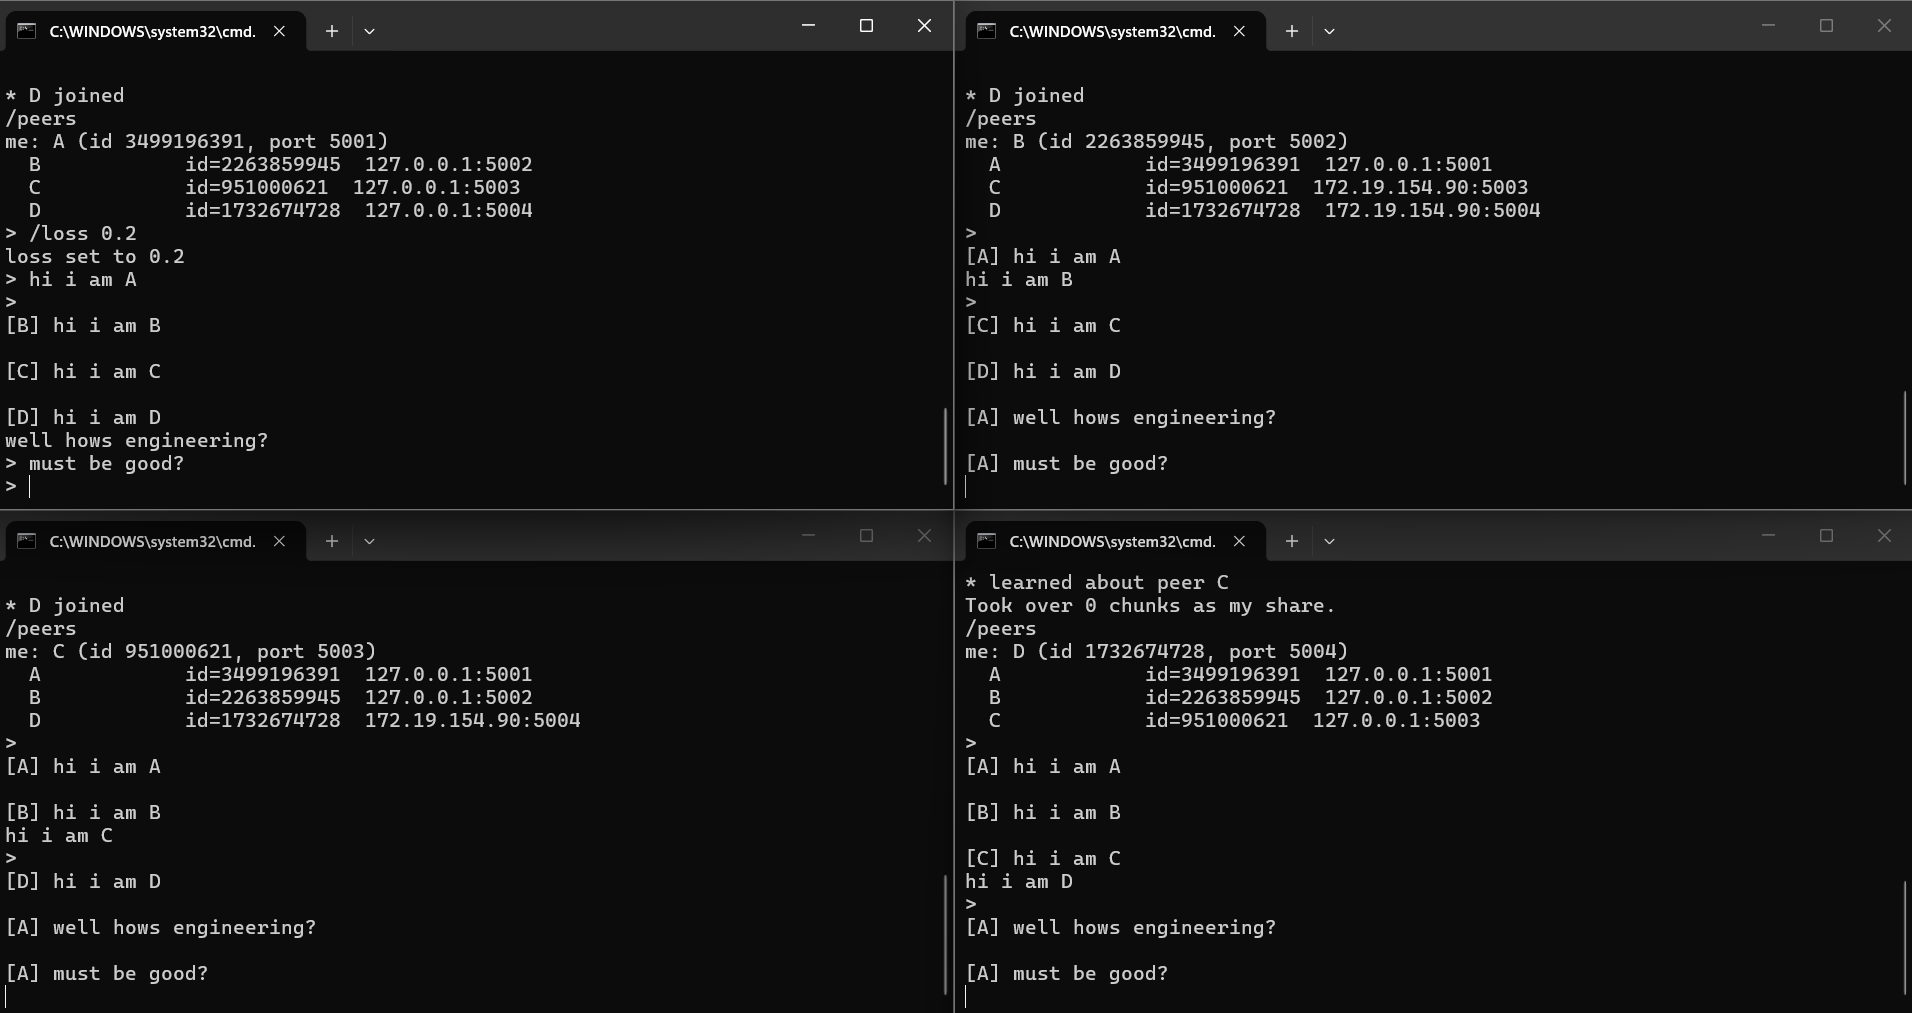 C:\WINDOWS\system32\cmd.
* D joined
/peers
me: A (id 3499196391, port 5001)
B id=2263859945 127.0.0.1:5002
C id=951000621 127.0.0.1:5003
D id=1732674728 127.0.0.1:5004
> /loss 0.2
loss set to 0.2
> hi i am A
>
[B] hi i am B
[C] hi i am C
[D] hi i am D
well hows engineering?
> must be good?
>
C:\WINDOWS\system32\cmd.
* D joined
/peers
me: B (id 2263859945, port 5002)
A id=3499196391 127.0.0.1:5001
C id=951000621 172.19.154.90:5003
D id=1732674728 172.19.154.90:5004
>
[A] hi i am A
hi i am B
>
[C] hi i am C
[D] hi i am D
[A] well hows engineering?
[A] must be good?
C:\WINDOWS\system32\cmd.
* D joined
/peers
me: C (id 951000621, port 5003)
A id=3499196391 127.0.0.1:5001
B id=2263859945 127.0.0.1:5002
D id=1732674728 172.19.154.90:5004
>
[A] hi i am A
[B] hi i am B
hi i am C
>
[D] hi i am D
[A] well hows engineering?
[A] must be good?
C:\WINDOWS\system32\cmd.
* learned about peer C
Took over 0 chunks as my share.
/peers
me: D (id 1732674728, port 5004)
A id=3499196391 127.0.0.1:5001
B id=2263859945 127.0.0.1:5002
C id=951000621 127.0.0.1:5003
>
[A] hi i am A
[B] hi i am B
[C] hi i am C
hi i am D
>
[A] well hows engineering?
[A] must be good?